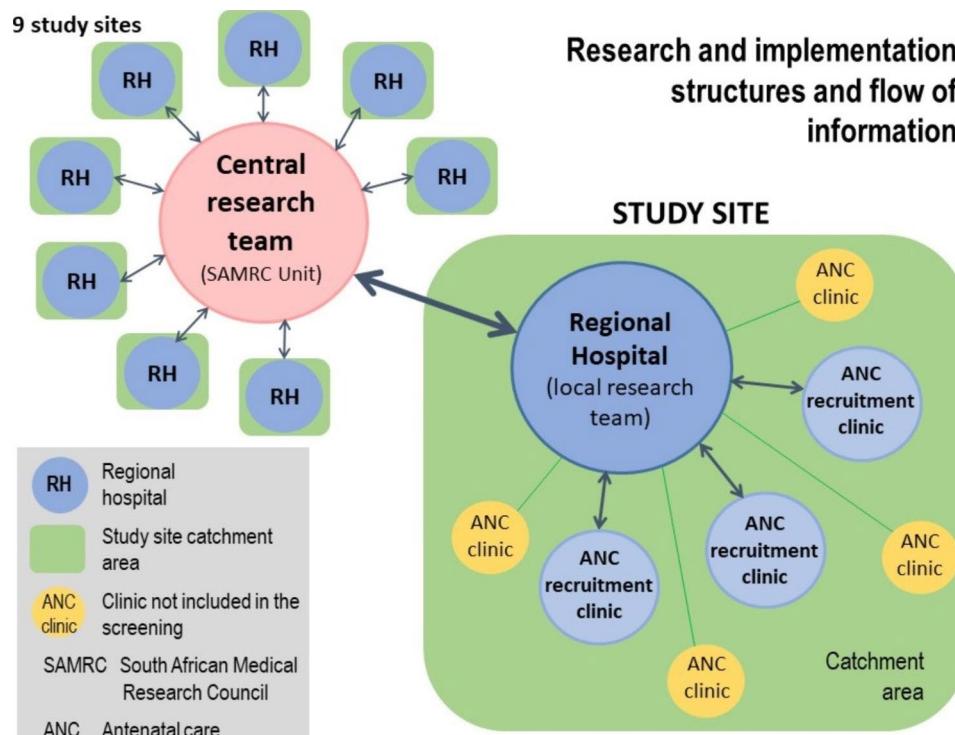 9 study sites
Research and implementation
structures and flow of
information
RH
RH
RH
RH
RH
RH
RH
RH
RH
Central
research
team
(SAMRC Unit)
STUDY SITE
Regional
Hospital
(local research
team)
ANC
clinic
ANC
recruitment
clinic
ANC
clinic
ANC
recruitment
clinic
ANC
recruitment
clinic
ANC
clinic
ANC
clinic
Catchment
area
RH
Regional
hospital
Study site catchment
area
ANC
clinic
Clinic not included in the
screening
SAMRC South African Medical
Research Council
ANC Antenatal care